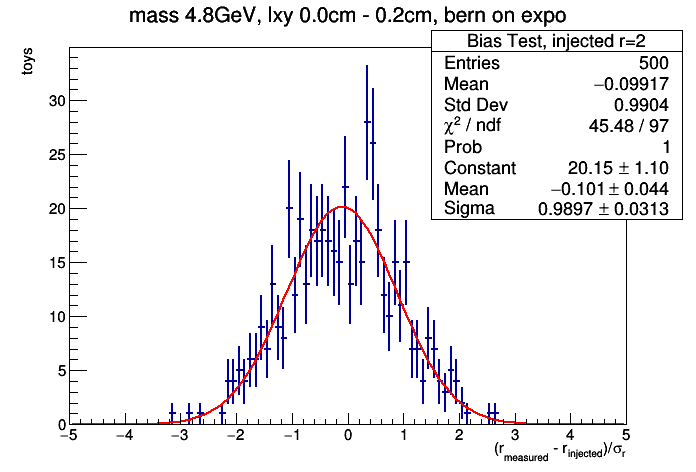 mass 4.8GeV, lxy 0.0cm - 0.2cm, bern on expo
Bias Test, injected r=2
Entries 500
Mean −0.09917
Std Dev 0.9904
χ² / ndf 45.48 / 97
Prob 1
Constant 20.15 ± 1.10
Mean −0.101 ± 0.044
Sigma 0.9897 ± 0.0313
toys
30
25
20
15
10
5
0
−5 −4 −3 −2 −1 0 1 2 3 4 5
(r_measured - r_injected)/σ_r